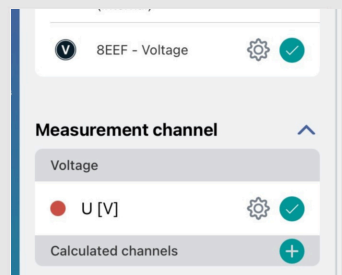 V 8EEF - Voltage
Measurement channel
Voltage
U [V]
Calculated channels